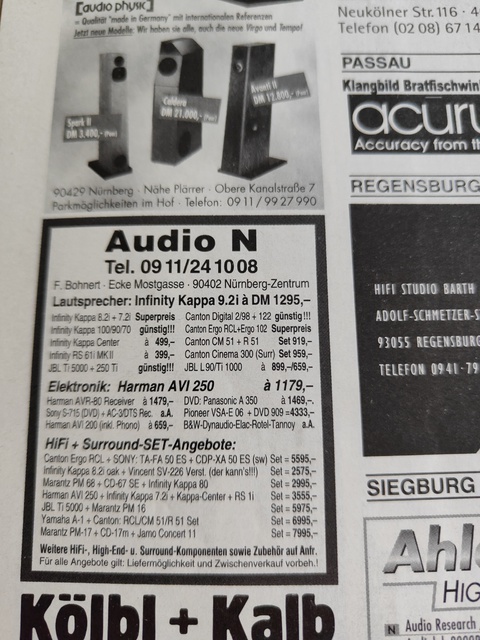 [audio physic]
= Qualität "made in Germany" mit internationalen Referenzen
Jetzt neue Modelle. Wir haben sie alle, auch die neue Virgo und Tempo!
Spark II
DM 3.400,- (Paar)
Caldera
DM 21.000,- (Paar)
Avanti II
DM 12.800,- (Paar)
90429 Nürnberg · Nähe Plärrer · Obere Kanalstraße 7
Parkmöglichkeiten im Hof · Telefon: 09 11/99 27 990
Audio N
Tel. 09 11/24 10 08
F. Bohnert · Ecke Mostgasse · 90402 Nürnberg-Zentrum
Lautsprecher: Infinity Kappa 9.2i à DM 1295,–
Infinity Kappa 8.2i + 7.2i Superpreis
Infinity Kappa 100/90/70 günstig!!!
Infinity Kappa Center à 499,–
Infinity RS 61i MK II à 399,–
JBL Ti 5000 + 250 Ti günstig!!!
Canton Digital 2/98 + 122 günstig !!!
Canton Ergo RCL+Ergo 102 Superpreis
Canton CM 51 + R 51 Set 919,–
Canton Cinema 300 (Surr) Set 959,–
JBL L90/Ti 1000 à 899,–/659,–
Elektronik: Harman AVI 250 à 1179,–
Harman AVR-80 Receiver à 1479,–
Sony S-715 (DVD) + AC-3/DTS Rec. a.A.
Harman AVI 200 (inkl. Phono) à 659,–
DVD: Panasonic A 350 à 1469,–.
Pioneer VSA-E 06 + DVD 909 =4333,–
B&W-Dynaudio-Elac-Rotel-Tannoy a.A.
HiFi + Surround-SET-Angebote:
Canton Ergo RCL + SONY: TA-FA 50 ES + CDP-XA 50 ES (sw) Set = 5595,–
Infinity Kappa 8.2i oak + Vincent SV-226 Verst. (der kann's!!!) Set = 2575,–
Marantz PM 68 + CD-67 SE + Infinity Kappa 80 Set = 2995,–
Harman AVI 250 + Infinity Kappa 7.2i + Kappa-Center + RS 1i Set = 3555,–
JBL Ti 5000 + Marantz PM 16 Set = 5975,–
Yamaha A-1 + Canton: RCL/CM 51/R 51 Set Set = 6995,–
Marantz PM-17 + CD-17m + Jamo Concert 11 Set = 7995,–
Weitere HiFi-, High-End- u. Surround-Komponenten sowie Zubehör auf Anfr.
Für alle Angebote gilt: Liefermöglichkeit und Zwischenverkauf vorbeh.!
Kölbl + Kalb
Neukölner Str. 116 · 4
Telefon (02 08) 67 14
PASSAU
Klangbild Bratfischwin
acuru
Accuracy from th
REGENSBURG
HIFI STUDIO BARTH
ADOLF-SCHMETZER-S
93055 REGENSBURG
TELEFON 0941-79
SIEGBURG
Ahl
HIG
N Audio Research